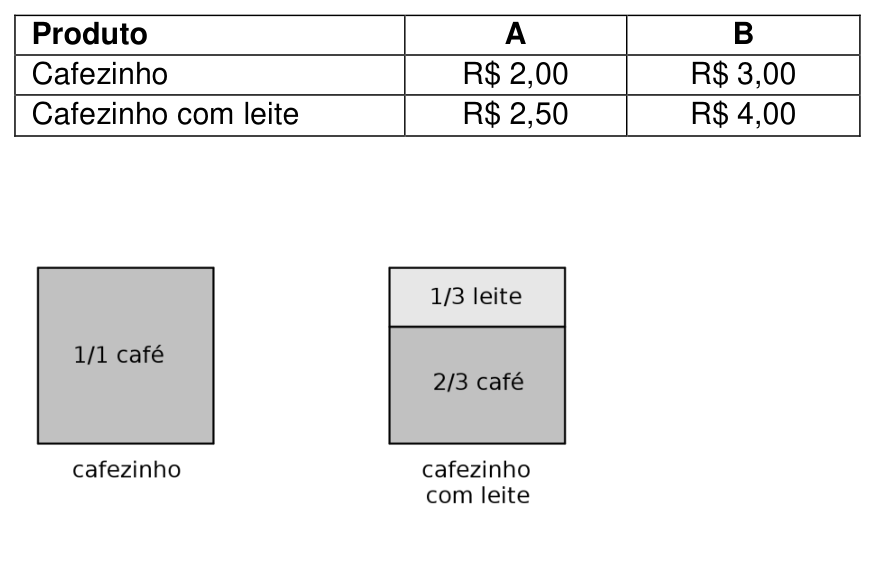 Produto A B
Cafezinho R$ 2,00 R$ 3,00
Cafezinho com leite R$ 2,50 R$ 4,00
1/1 café
cafezinho
1/3 leite
2/3 café
cafezinho
com leite